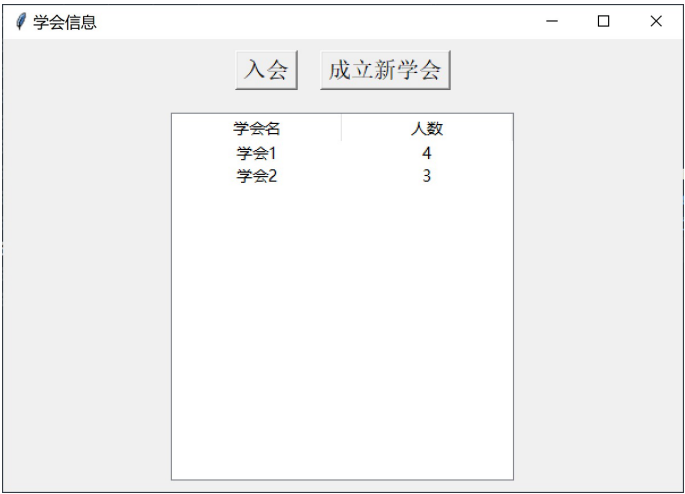 学会信息
入会 成立新学会
学会名 人数
学会1 4
学会2 3